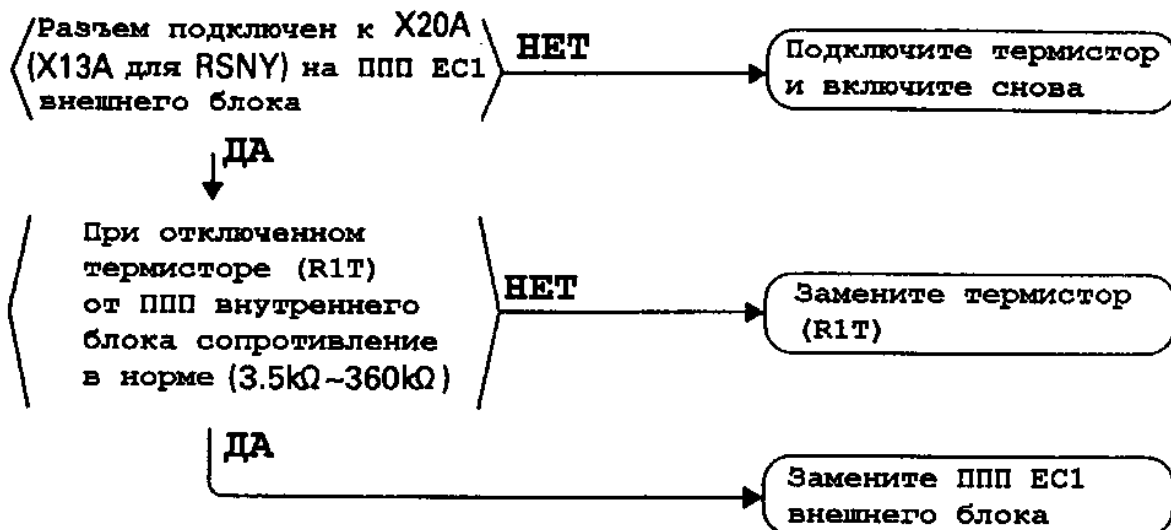 Разъем подключен к X20A
(X13A для RSNY) на ППП EC1
внешнего блока
НЕТ
Подключите термистор
и включите снова
ДА
При отключенном
термисторе (R1T)
от ППП внутреннего
блока сопротивление
в норме (3.5kΩ~360kΩ)
НЕТ
Замените термистор
(R1T)
ДА
Замените ППП EC1
внешнего блока